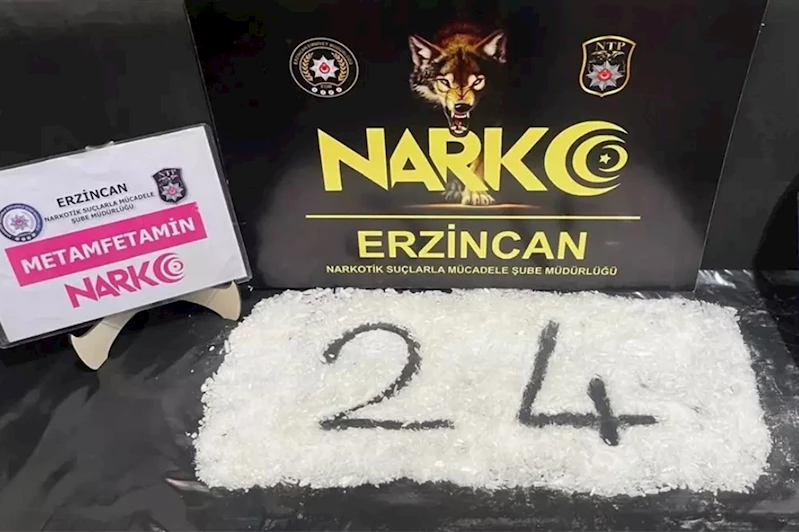 NTP
NARKO
ERZİNCAN
NARKOTİK SUÇLARLA MÜCADELE ŞUBE MÜDÜRLÜĞÜ
ERZİNCAN
NARKOTİK SUÇLARLA MÜCADELE
ŞUBE MÜDÜRLÜĞÜ
NTP
METAMFETAMİN
NARKO
24